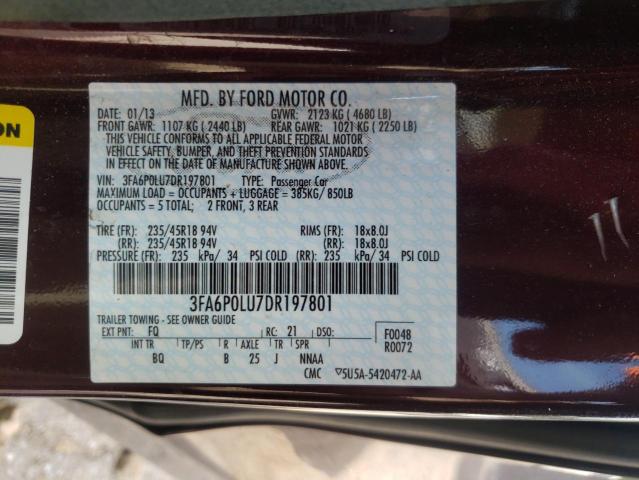 MFD. BY FORD MOTOR CO.
DATE: 01/13 GVWR: 2123 KG ( 4680 LB)
FRONT GAWR: 1107 KG ( 2440 LB) REAR GAWR: 1021 KG ( 2250 LB)
THIS VEHICLE CONFORMS TO ALL APPLICABLE FEDERAL MOTOR
VEHICLE SAFETY, BUMPER, AND THEFT PREVENTION STANDARDS
IN EFFECT ON THE DATE OF MANUFACTURE SHOWN ABOVE.
VIN: 3FA6P0LU7DR197801 TYPE: Passenger Car
MAXIMUM LOAD = OCCUPANTS + LUGGAGE = 385KG/ 850LB
OCCUPANTS = 5 TOTAL; 2 FRONT, 3 REAR
TIRE (FR): 235/45R18 94V RIMS (FR): 18x8.0J
(RR): 235/45R18 94V (RR): 18x8.0J
PRESSURE (FR): 235 kPa/ 34 PSI COLD (RR): 235 kPa/ 34 PSI COLD
3FA6P0LU7DR197801
TRAILER TOWING - SEE OWNER GUIDE
EXT PNT: FQ RC: 21 DSO: F0048
INT TR TP/PS R AXLE TR SPR R0072
BQ B 25 J NNAA
CMC ▽5U5A-5420472-AA
ON